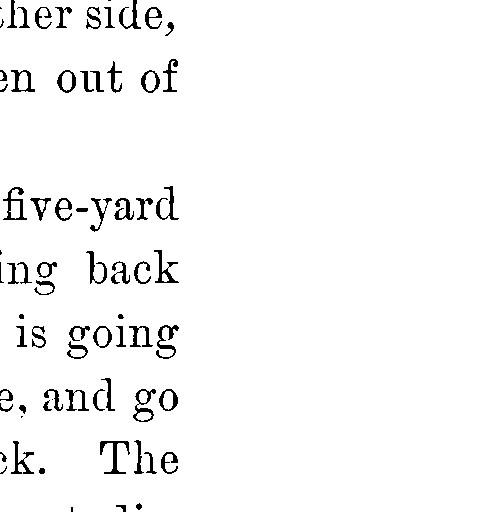 ther side,
en out of
five-yard
ing back
is going
e, and go
ck. The